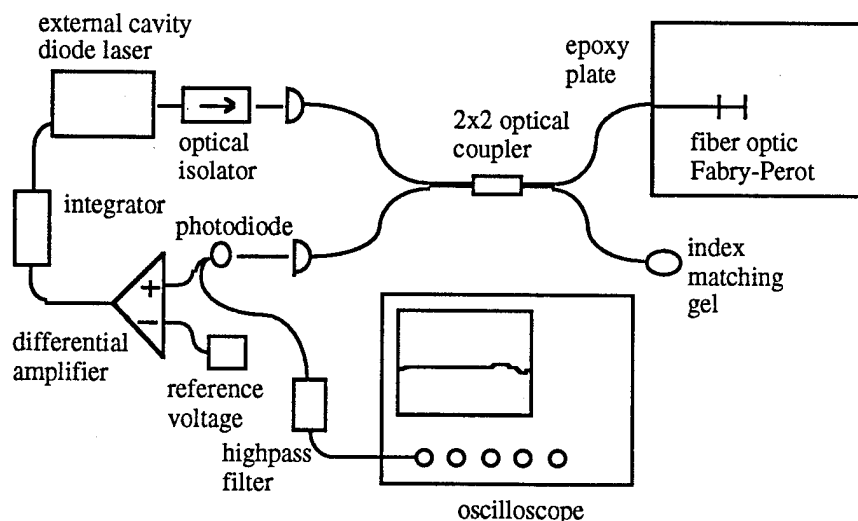 external cavity
diode laser
optical
isolator
2x2 optical
coupler
epoxy
plate
fiber optic
Fabry-Perot
integrator
photodiode
index
matching
gel
+
−
differential
amplifier
reference
voltage
highpass
filter
oscilloscope